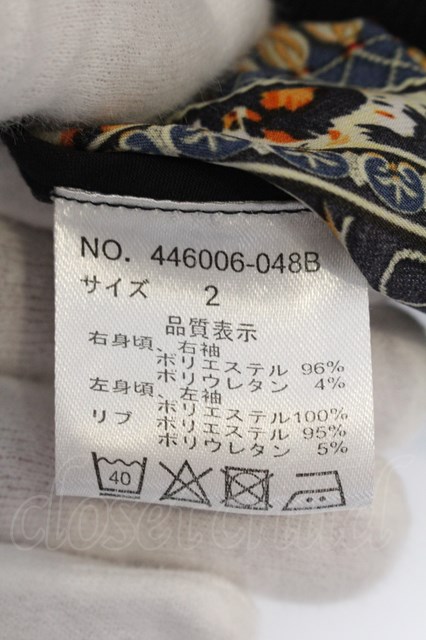 NO. 446006-048B
サイズ 2
品質表示
右身頃、右袖
ポリエステル 96%
ポリウレタン 4%
左身頃、左袖
ポリエステル100%
リブ ポリエステル 95%
ポリウレタン 5%
40
closet child